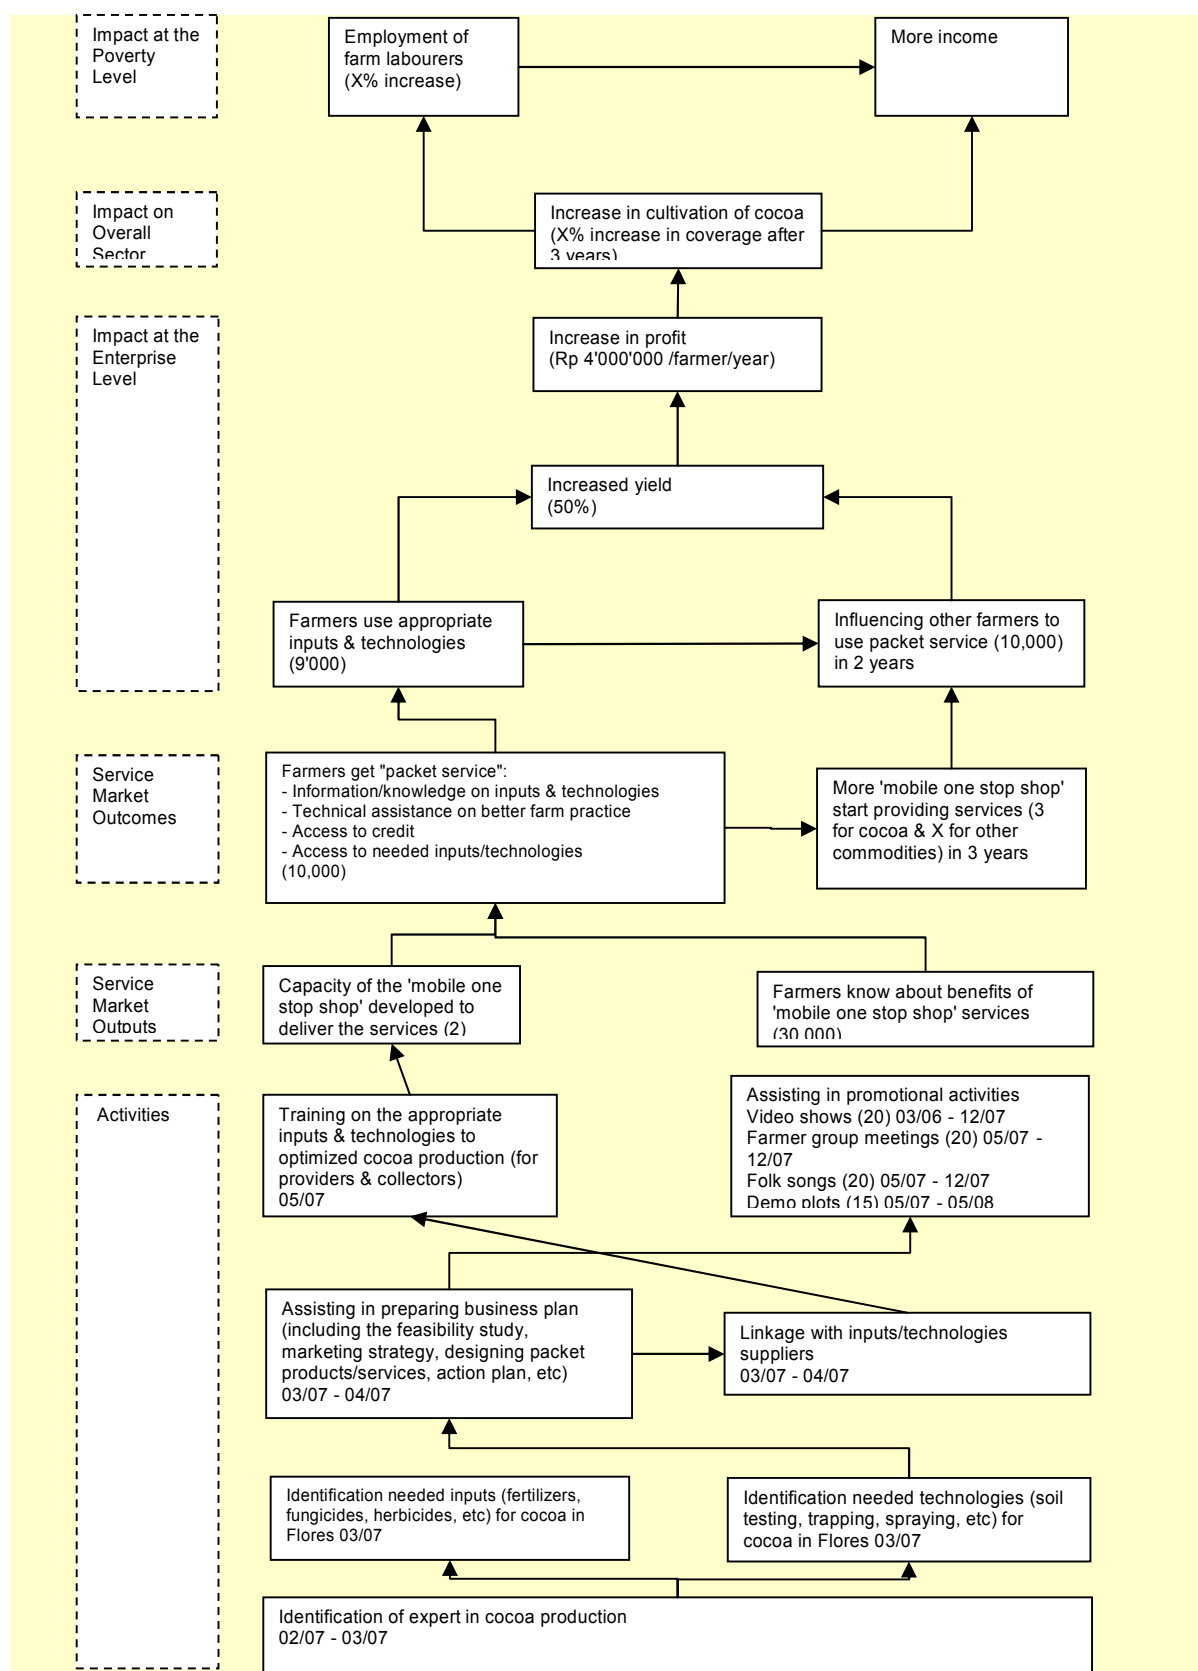 Impact at the
Poverty
Level
Employment of
farm labourers
(X% increase)
More income
Impact on
Overall
Sector
Increase in cultivation of cocoa
(X% increase in coverage after
3 years)
Impact at the
Enterprise
Level
Increase in profit
(Rp 4'000'000 /farmer/year)
Increased yield
(50%)
Farmers use appropriate
inputs & technologies
(9'000)
Influencing other farmers to
use packet service (10,000)
in 2 years
Service
Market
Outcomes
Farmers get "packet service":
- Information/knowledge on inputs & technologies
- Technical assistance on better farm practice
- Access to credit
- Access to needed inputs/technologies
(10,000)
More 'mobile one stop shop'
start providing services (3
for cocoa & X for other
commodities) in 3 years
Service
Market
Outputs
Capacity of the 'mobile one
stop shop' developed to
deliver the services (2)
Farmers know about benefits of
'mobile one stop shop' services
(30,000)
Activities
Training on the appropriate
inputs & technologies to
optimized cocoa production (for
providers & collectors)
05/07
Assisting in promotional activities
Video shows (20) 03/06 - 12/07
Farmer group meetings (20) 05/07 -
12/07
Folk songs (20) 05/07 - 12/07
Demo plots (15) 05/07 - 05/08
Assisting in preparing business plan
(including the feasibility study,
marketing strategy, designing packet
products/services, action plan, etc)
03/07 - 04/07
Linkage with inputs/technologies
suppliers
03/07 - 04/07
Identification needed inputs (fertilizers,
fungicides, herbicides, etc) for cocoa in
Flores 03/07
Identification needed technologies (soil
testing, trapping, spraying, etc) for
cocoa in Flores 03/07
Identification of expert in cocoa production
02/07 - 03/07